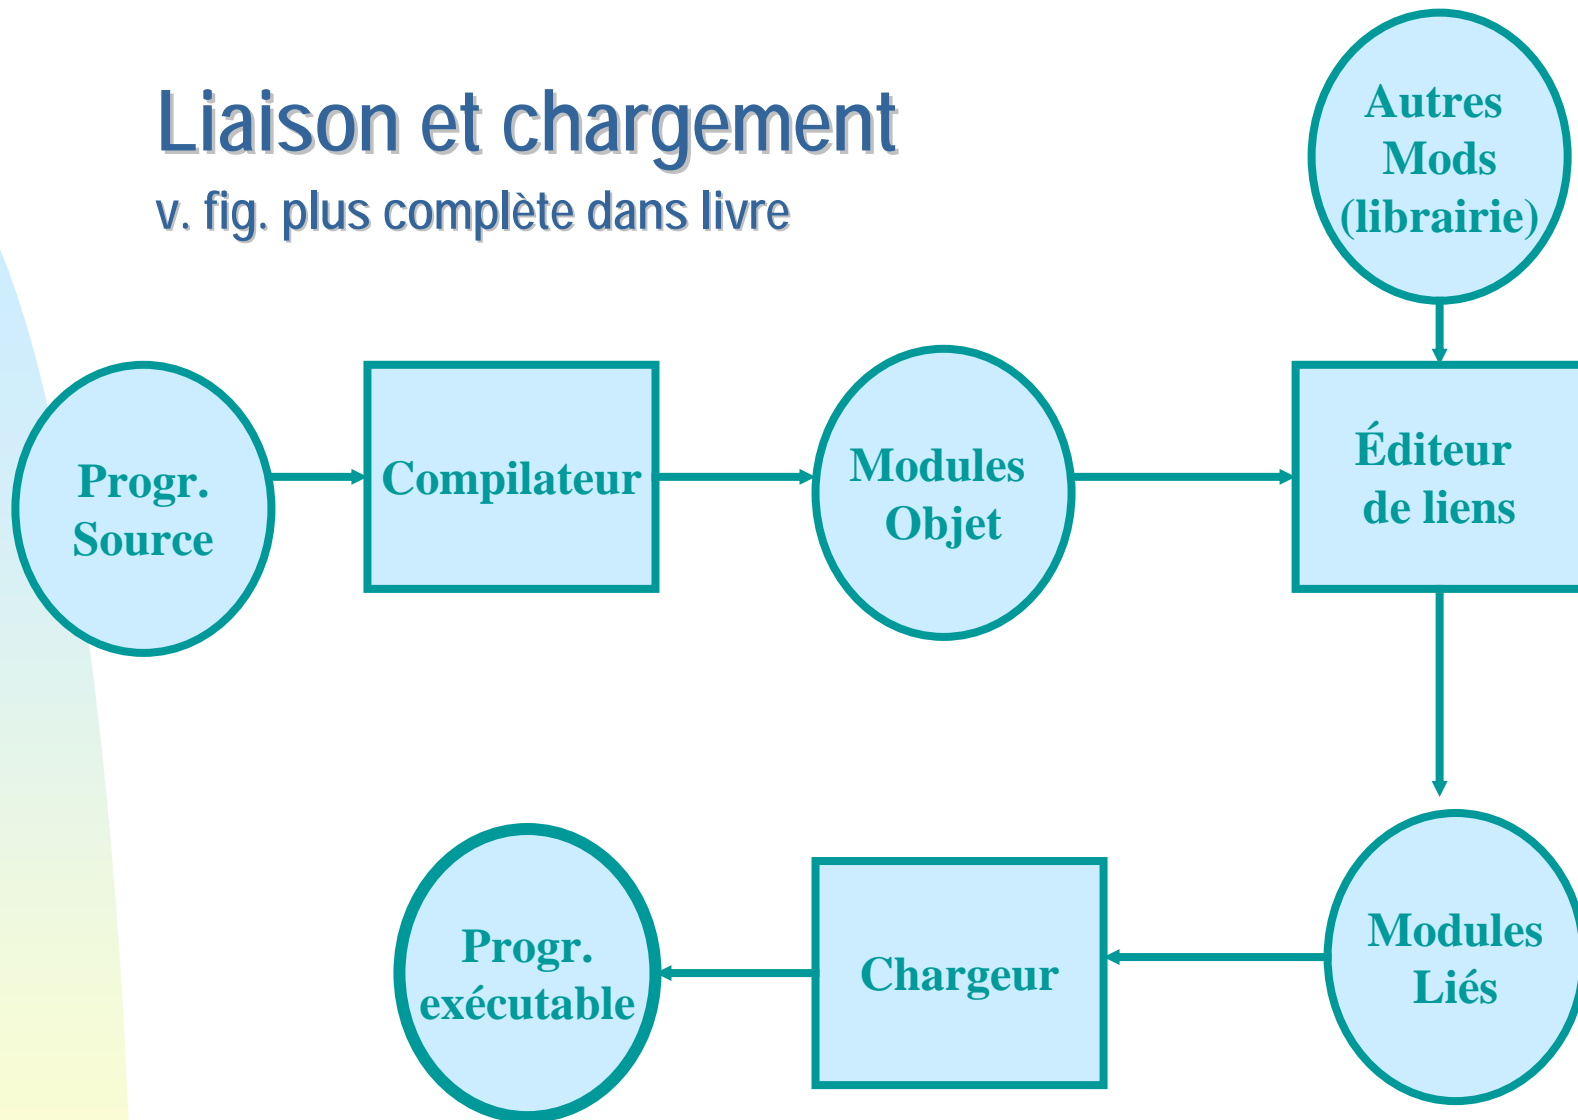 Liaison et chargement
v. fig. plus complète dans livre
Autres
Mods
(librairie)
Progr.
Source
Compilateur
Modules
Objet
Éditeur
de liens
Modules
Liés
Chargeur
Progr.
exécutable